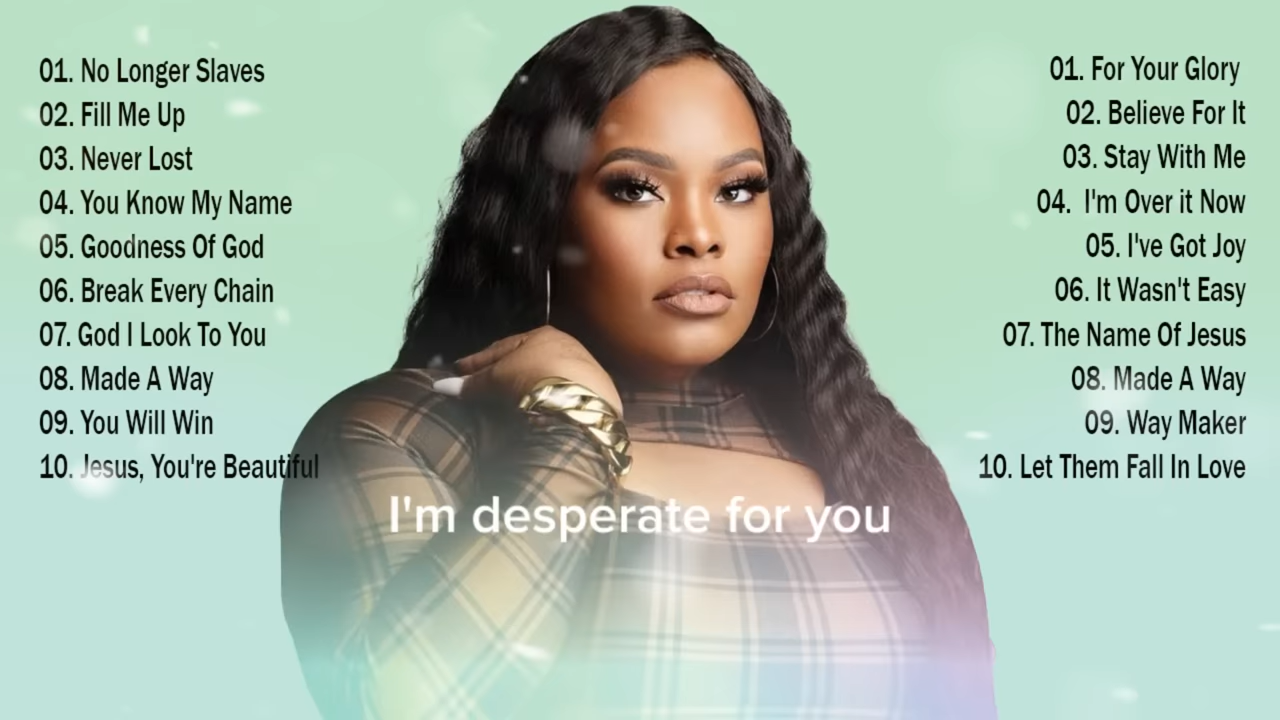 01. No Longer Slaves
02. Fill Me Up
03. Never Lost
04. You Know My Name
05. Goodness Of God
06. Break Every Chain
07. God I Look To You
08. Made A Way
09. You Will Win
10. Jesus, You're Beautiful
01. For Your Glory
02. Believe For It
03. Stay With Me
04. I'm Over it Now
05. I've Got Joy
06. It Wasn't Easy
07. The Name Of Jesus
08. Made A Way
09. Way Maker
10. Let Them Fall In Love
I'm desperate for you